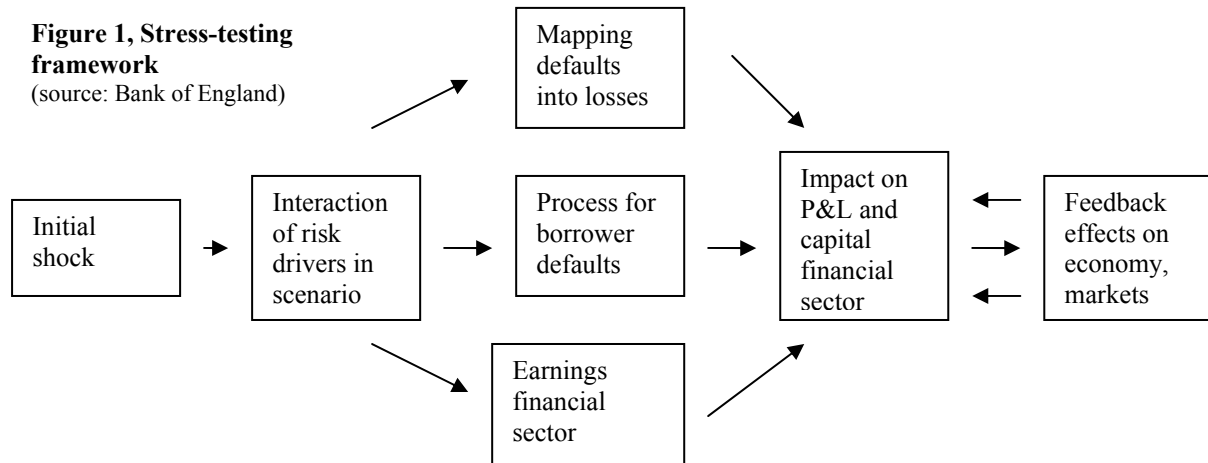 Figure 1, Stress-testing
framework
(source: Bank of England)
Mapping
defaults
into losses
Initial
shock
Interaction
of risk
drivers in
scenario
Process for
borrower
defaults
Earnings
financial
sector
Impact on
P&L and
capital
financial
sector
Feedback
effects on
economy,
markets